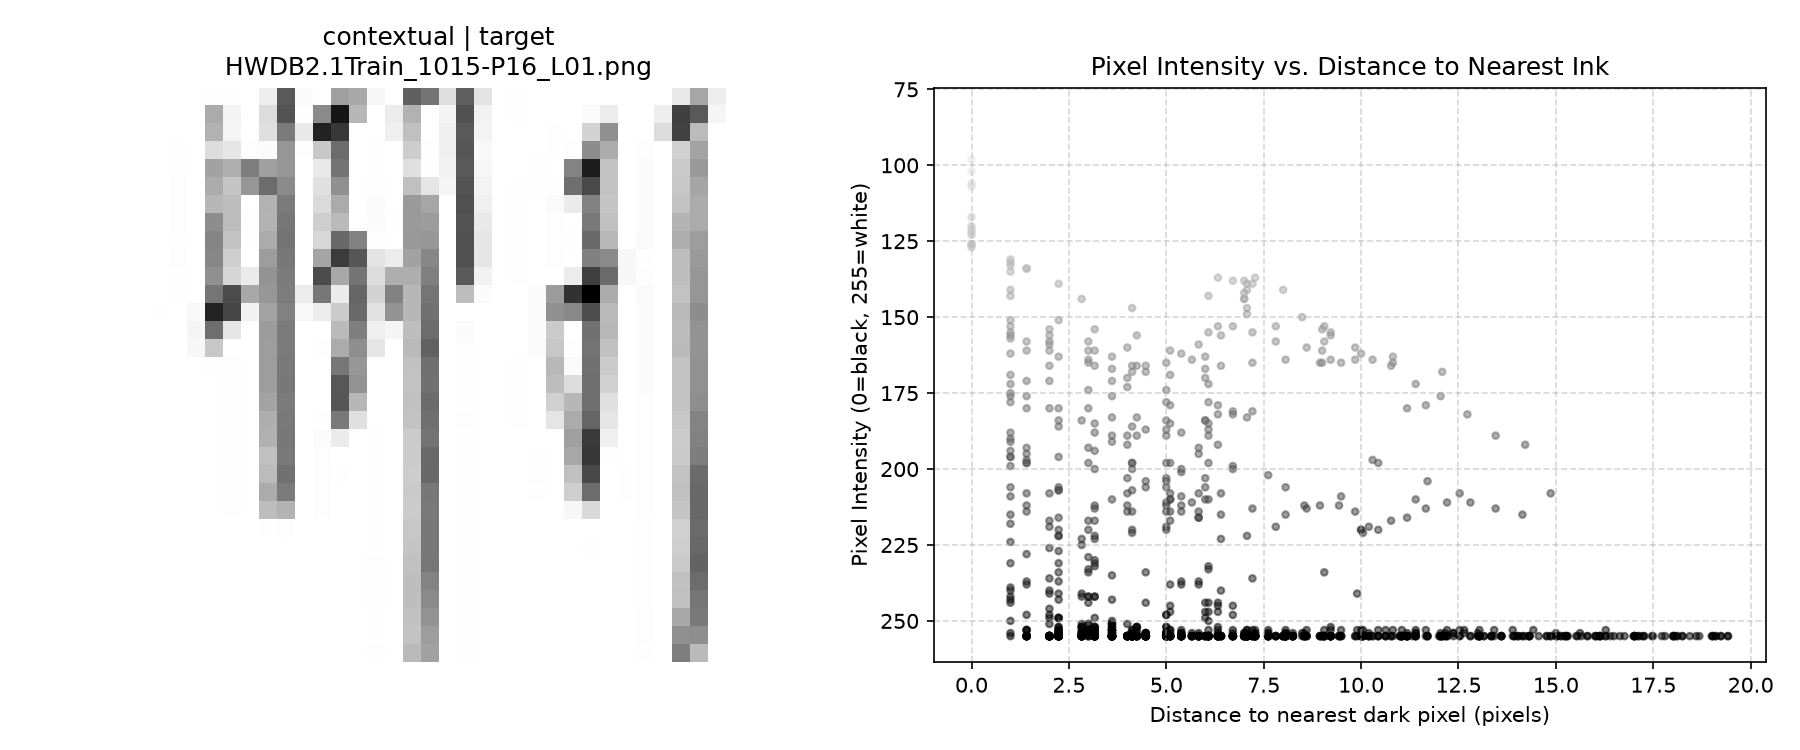 contextual | target
HWDB2.1Train_1015-P16_L01.png
Pixel Intensity vs. Distance to Nearest Ink
Pixel Intensity (0=black, 255=white)
75
100
125
150
175
200
225
250
0.0 2.5 5.0 7.5 10.0 12.5 15.0 17.5 20.0
Distance to nearest dark pixel (pixels)